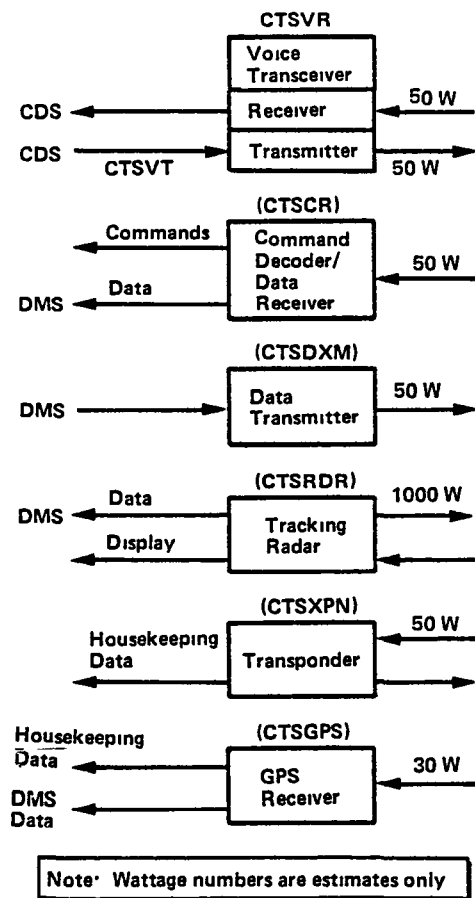 CTSVR
Voice
Transceiver
CDS
Receiver
50 W
CDS
CTSVT
Transmitter
50 W
(CTSCR)
Commands
Command
Decoder/
Data
Receiver
50 W
DMS
Data
(CTSDXM)
DMS
Data
Transmitter
50 W
(CTSRDR)
DMS
Data
1000 W
Tracking
Radar
Display
(CTSXPN)
50 W
Housekeeping
Data
Transponder
(CTSGPS)
Housekeeping
Data
GPS
Receiver
30 W
DMS
Data
Note· Wattage numbers are estimates only